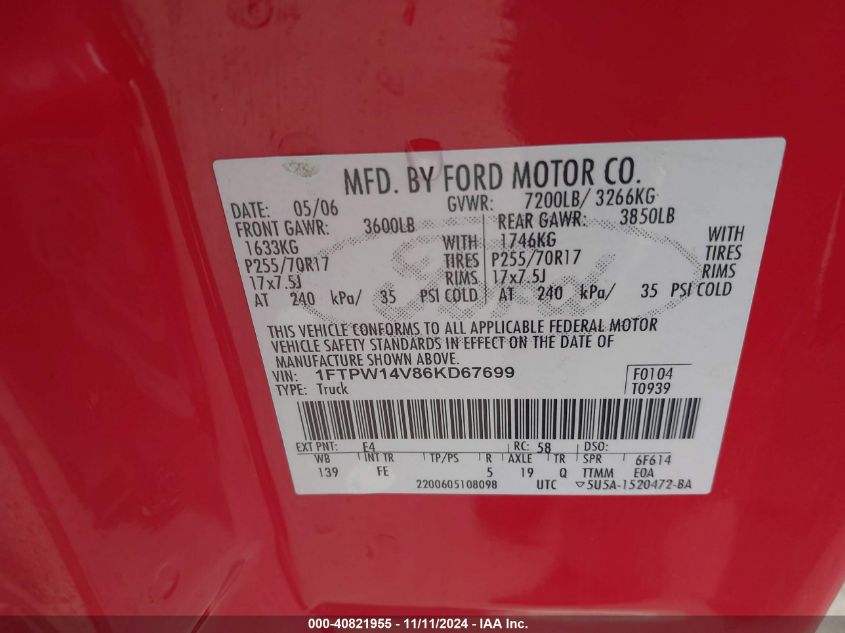 MFD. BY FORD MOTOR CO.
DATE: 05/06 GVWR: 7200LB/ 3266KG
FRONT GAWR: 3600LB REAR GAWR: 3850LB
1633KG WITH 1746KG WITH
P255/70R17 TIRES P255/70R17 TIRES
17x7.5J RIMS 17x7.5J RIMS
AT 240 kPa/ 35 PSI COLD AT 240 kPa/ 35 PSI COLD
Ford
THIS VEHICLE CONFORMS TO ALL APPLICABLE FEDERAL MOTOR
VEHICLE SAFETY STANDARDS IN EFFECT ON THE DATE OF
MANUFACTURE SHOWN ABOVE.
VIN: 1FTPW14V86KD67699 F0104
TYPE: Truck T0939
EXT PNT: E4 RC: 58 DSO:
WB INT TR TP/PS R AXLE TR SPR 6F614
139 FE 5 19 Q TTMM E0A
2200605108098 UTC ▽5U5A-1520472-BA
000-40821955 - 11/11/2024 - IAA Inc.